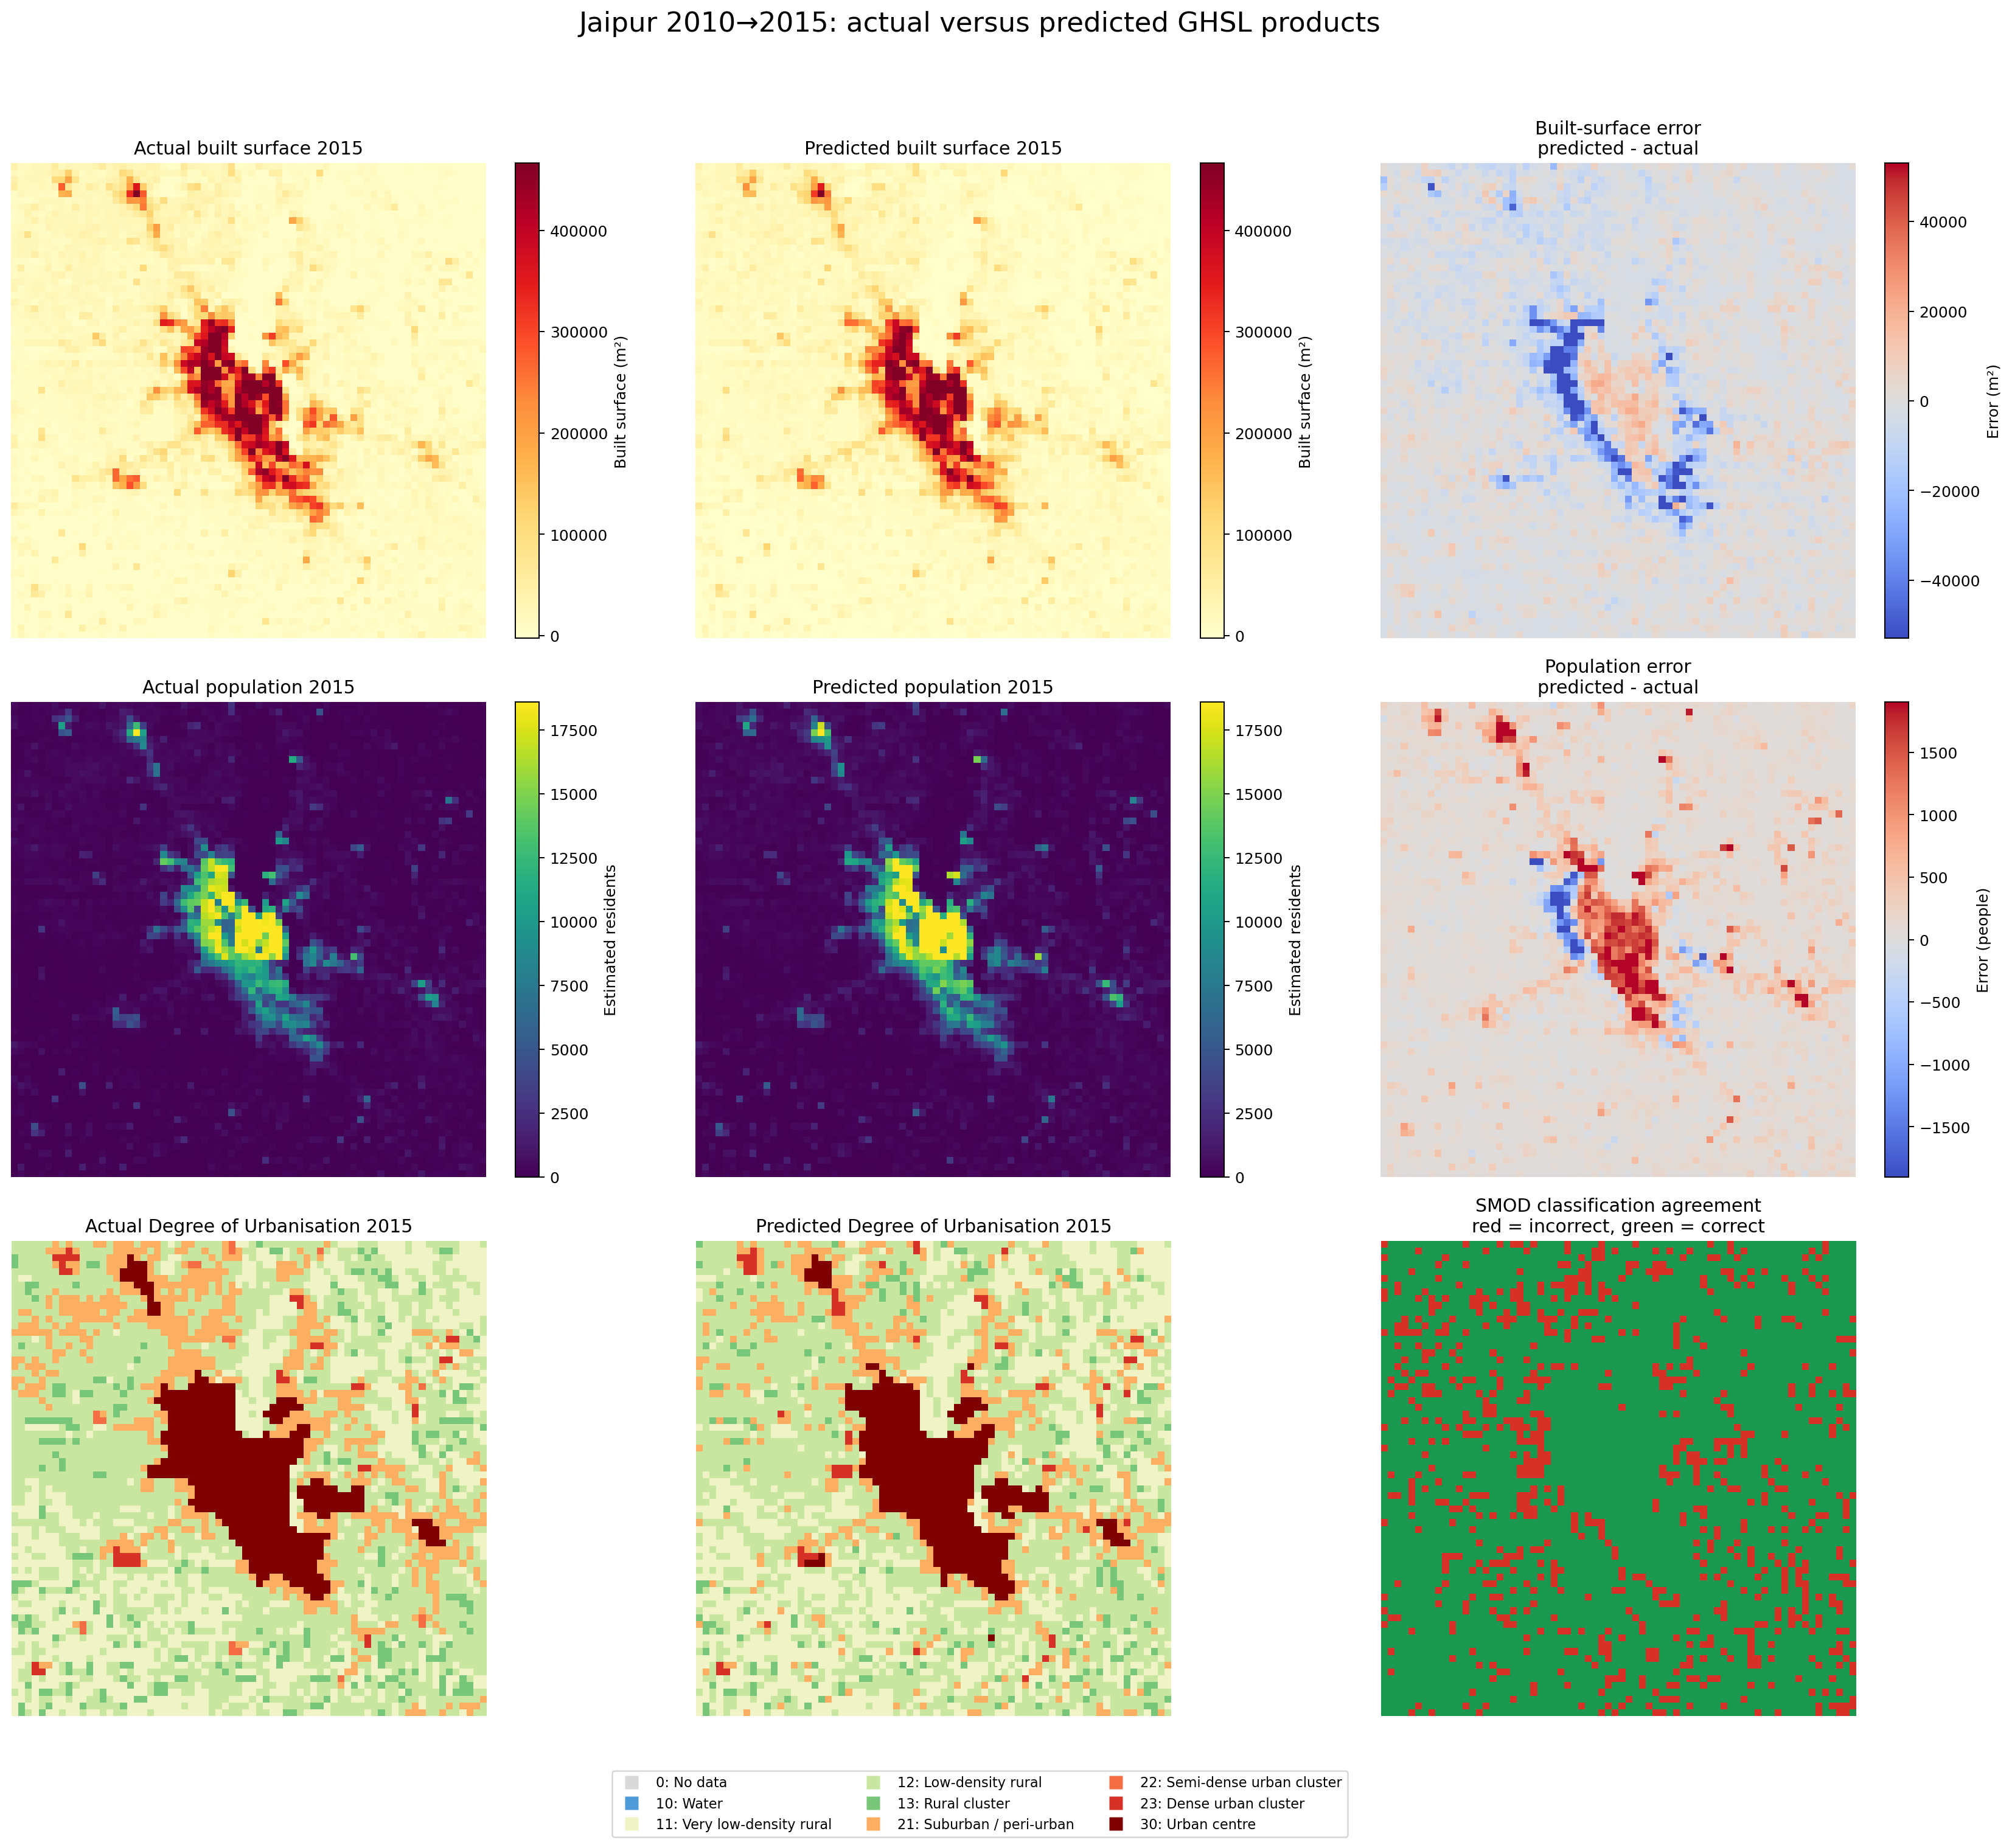 Jaipur 2010→2015: actual versus predicted GHSL products
Actual built surface 2015
400000
300000
200000
100000
0
Built surface (m²)
Predicted built surface 2015
400000
300000
200000
100000
0
Built surface (m²)
Built-surface error
predicted - actual
40000
20000
0
−20000
−40000
Error (m²)
Actual population 2015
17500
15000
12500
10000
7500
5000
2500
0
Estimated residents
Predicted population 2015
17500
15000
12500
10000
7500
5000
2500
0
Estimated residents
Population error
predicted - actual
1500
1000
500
0
−500
−1000
−1500
Error (people)
Actual Degree of Urbanisation 2015
Predicted Degree of Urbanisation 2015
SMOD classification agreement
red = incorrect, green = correct
0: No data
10: Water
11: Very low-density rural
12: Low-density rural
13: Rural cluster
21: Suburban / peri-urban
22: Semi-dense urban cluster
23: Dense urban cluster
30: Urban centre